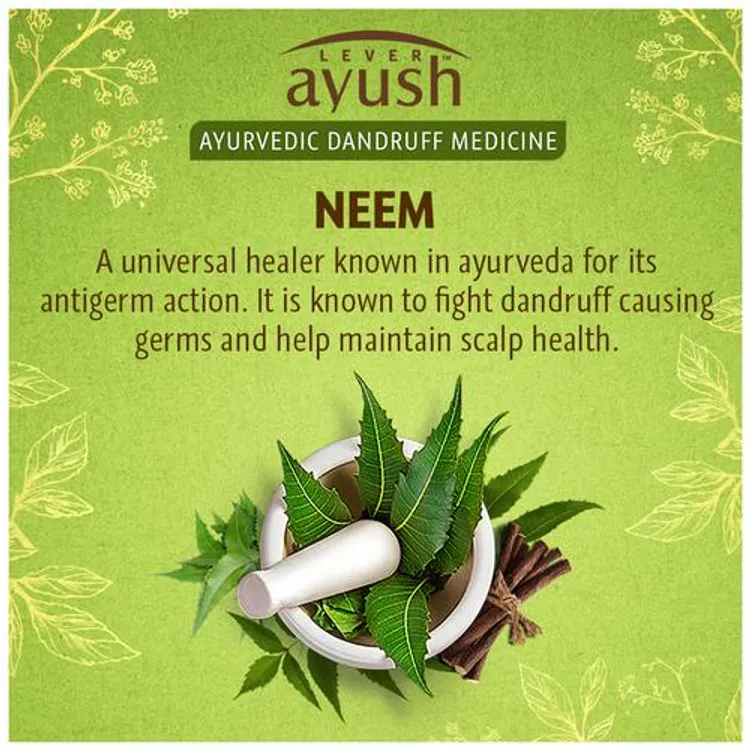 LEVER™
ayush
AYURVEDIC DANDRUFF MEDICINE
NEEM
A universal healer known in ayurveda for its
antigerm action. It is known to fight dandruff causing
germs and help maintain scalp health.